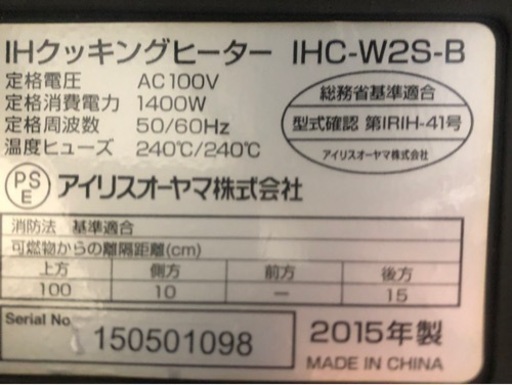 IHクッキングヒーター IHC-W2S-B
定格電圧 AC100V
定格消費電力 1400W
定格周波数 50/60Hz
温度ヒューズ 240℃/240℃
総務省基準適合
型式確認 第IRIH-41号
アイリスオーヤマ株式会社
PSE アイリスオーヤマ株式会社
消防法 基準適合
可燃物からの離隔距離(cm)
上方 側方 前方 後方
100 10 ー 15
Serial No 150501098
2015年製
MADE IN CHINA